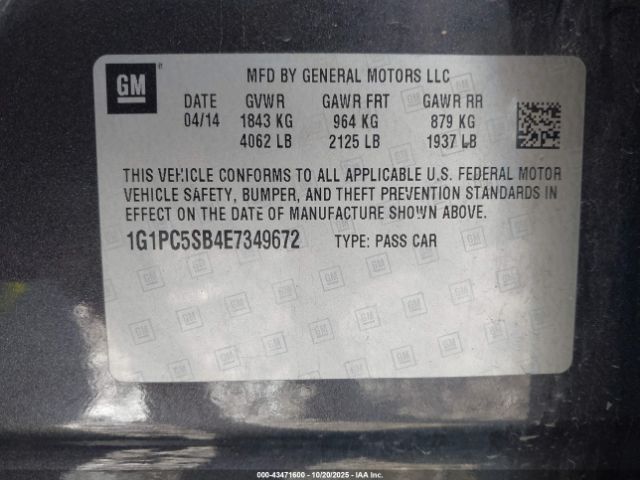 GM
MFD BY GENERAL MOTORS LLC
DATE GVWR GAWR FRT GAWR RR
04/14 1843 KG 964 KG 879 KG
4062 LB 2125 LB 1937 LB
THIS VEHICLE CONFORMS TO ALL APPLICABLE U.S. FEDERAL MOTOR
VEHICLE SAFETY, BUMPER, AND THEFT PREVENTION STANDARDS IN
EFFECT ON THE DATE OF MANUFACTURE SHOWN ABOVE.
1G1PC5SB4E7349672 TYPE: PASS CAR
000-43471600 - 10/20/2025 - IAA